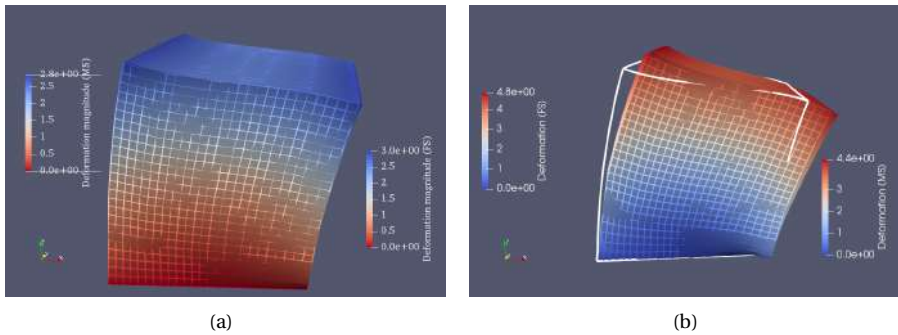 2.8e+00
2.5
2
1.5
1
0.5
0.0e+00
Deformation magnitude (MS)
3.0e+00
2.5
2
1.5
1
0.5
0.0e+00
Deformation magnitude (FS)
(a)
4.8e+00
4
3
2
1
0.0e+00
Deformation (FS)
4.4e+00
3
2
1
0.0e+00
Deformation (MS)
(b)